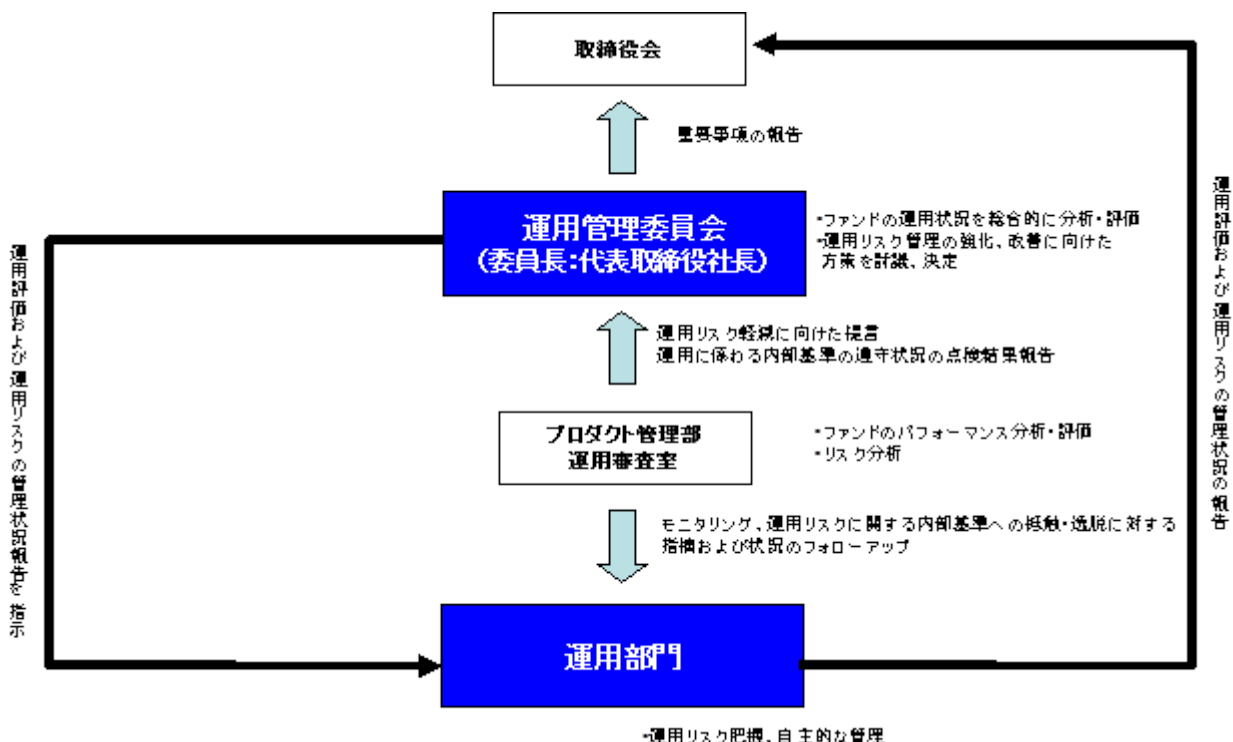 取締役会
重要事項の報告
運用管理委員会
(委員長:代表取締役社長)
・ファンドの運用状況を総合的に分析・評価
・運用リスク管理の強化、改善に向けた
方策を討議、決定
運用リスク軽減に向けた提言
運用に係わる内部基準の遵守状況の点検結果報告
プロダクト管理部
運用審査室
・ファンドのパフォーマンス分析・評価
・リスク分析
モニタリング、運用リスクに関する内部基準への抵触・逸脱に対する
指摘および状況のフォローアップ
運用部門
・運用リスク把握、自主的な管理
運用評価および運用リスクの管理状況報告を指示
運用評価および運用リスクの管理状況の報告